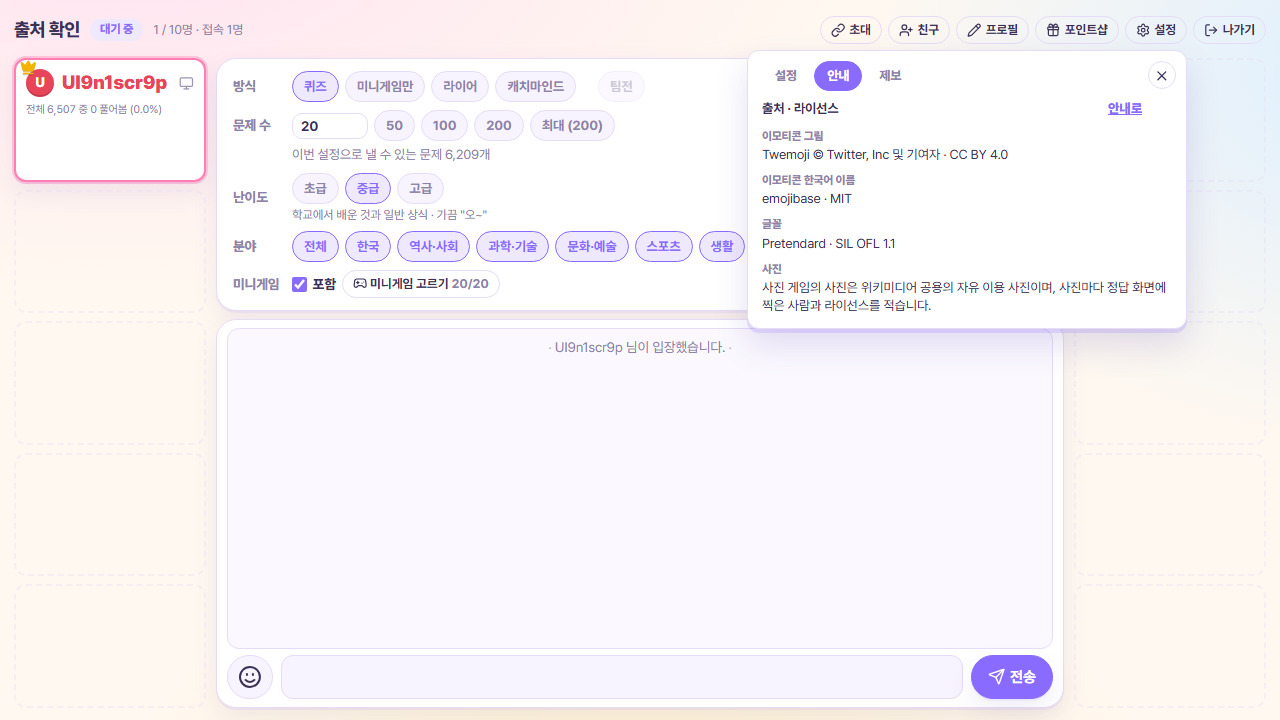 출처 확인 대기 중 1 / 10명 · 접속 1명
초대 친구 프로필 포인트샵 설정 나가기
U UI9n1scr9p
전체 6,507 중 0 풀어봄 (0.0%)
방식 퀴즈 미니게임만 라이어 캐치마인드 팀전
문제 수 20 50 100 200 최대 (200)
이번 설정으로 낼 수 있는 문제 6,209개
난이도 초급 중급 고급
학교에서 배운 것과 일반 상식 · 가끔 "오~"
분야 전체 한국 역사·사회 과학·기술 문화·예술 스포츠 생활
미니게임 포함 미니게임 고르기 20/20
설정 안내 제보
출처 · 라이선스 안내로
이모티콘 그림
Twemoji © Twitter, Inc 및 기여자 · CC BY 4.0
이모티콘 한국어 이름
emojibase · MIT
글꼴
Pretendard · SIL OFL 1.1
사진
사진 게임의 사진은 위키미디어 공용의 자유 이용 사진이며, 사진마다 정답 화면에
찍은 사람과 라이선스를 적습니다.
· UI9n1scr9p 님이 입장했습니다. ·
전송